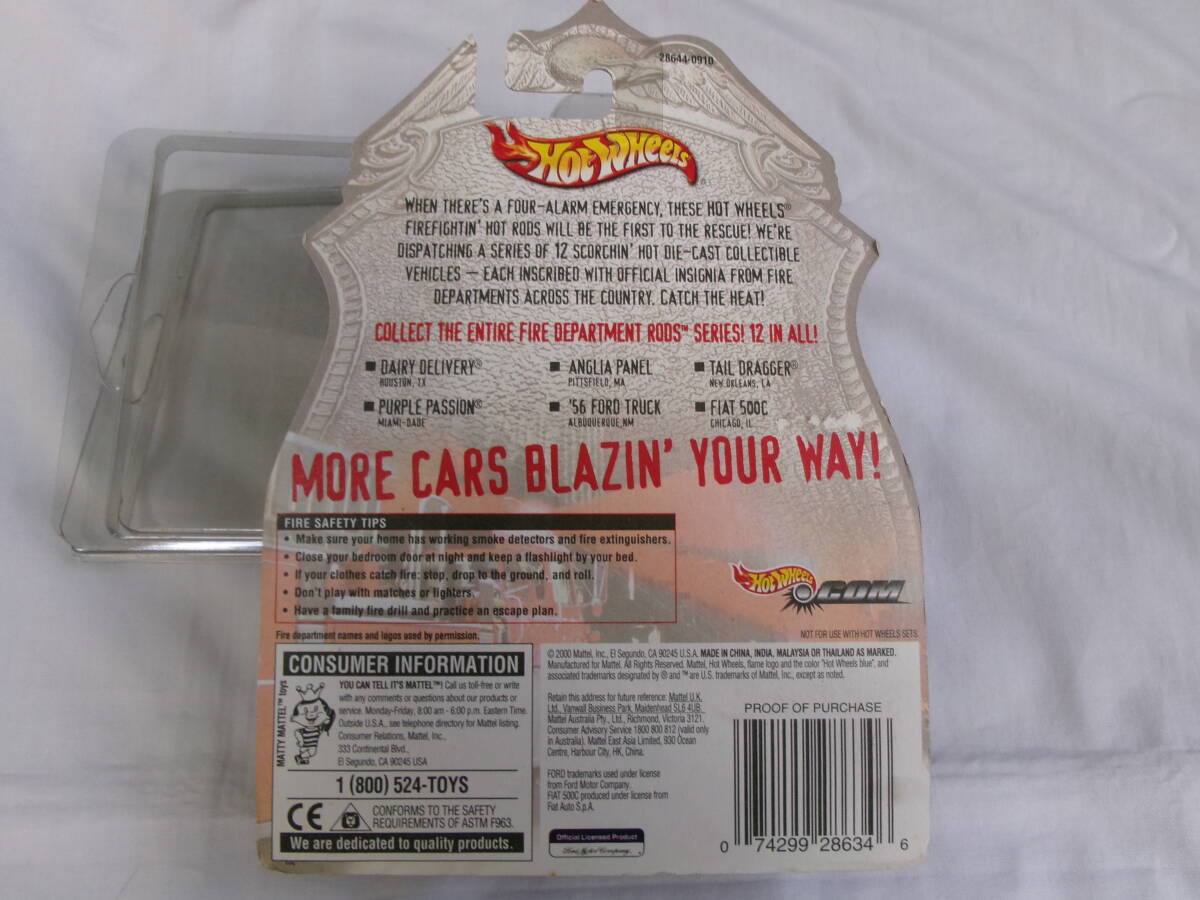 28644-0910
HOT WHEELS®
WHEN THERE'S A FOUR-ALARM EMERGENCY, THESE HOT WHEELS®
FIREFIGHTIN' HOT RODS WILL BE THE FIRST TO THE RESCUE! WE'RE
DISPATCHING A SERIES OF 12 SCORCHIN' HOT DIE-CAST COLLECTIBLE
VEHICLES — EACH INSCRIBED WITH OFFICIAL INSIGNIA FROM FIRE
DEPARTMENTS ACROSS THE COUNTRY. CATCH THE HEAT!
COLLECT THE ENTIRE FIRE DEPARTMENT RODS™ SERIES! 12 IN ALL!
■ DAIRY DELIVERY® ■ ANGLIA PANEL ■ TAIL DRAGGER®
HOUSTON, TX PITTSFIELD, MA NEW ORLEANS, LA
■ PURPLE PASSION® ■ '56 FORD TRUCK ■ FIAT 500C
MIAMI-DADE ALBUQUERQUE, NM CHICAGO, IL
MORE CARS BLAZIN' YOUR WAY!
FIRE SAFETY TIPS
• Make sure your home has working smoke detectors and fire extinguishers.
• Close your bedroom door at night and keep a flashlight by your bed.
• If your clothes catch fire: stop, drop to the ground, and roll.
• Don't play with matches or lighters.
• Have a family fire drill and practice an escape plan.
Fire department names and logos used by permission.
HOT WHEELS.COM
NOT FOR USE WITH HOT WHEELS SETS.
CONSUMER INFORMATION
MATTY MATTEL™ toys
YOU CAN TELL IT'S MATTEL™! Call us toll-free or write
with any comments or questions about our products or
service. Monday-Friday, 8:00 am - 6:00 p.m. Eastern Time.
Outside U.S.A., see telephone directory for Mattel listing.
Consumer Relations, Mattel, Inc.,
333 Continental Blvd.,
El Segundo, CA 90245 USA
1 (800) 524-TOYS
CE
CONFORMS TO THE SAFETY
REQUIREMENTS OF ASTM F963.
We are dedicated to quality products.
© 2000 Mattel, Inc., El Segundo, CA 90245 U.S.A. MADE IN CHINA, INDIA, MALAYSIA OR THAILAND AS MARKED.
Manufactured for Mattel. All Rights Reserved. Mattel, Hot Wheels, flame logo and the color "Hot Wheels blue", and
associated trademarks designated by ® and ™ are U.S. trademarks of Mattel, Inc., except as noted.
Retain this address for future reference: Mattel U.K.
Ltd., Vanwall Business Park, Maidenhead SL6 4UB.
Mattel Australia Pty., Ltd., Richmond, Victoria 3121.
Consumer Advisory Service 1800 800 812 (valid only
in Australia). Mattel East Asia Limited, 930 Ocean
Centre, Harbour City, HK, China.
FORD trademarks used under license
from Ford Motor Company.
FIAT 500C produced under license from
Fiat Auto S.p.A.
Official Licensed Product
Ford Motor Company
PROOF OF PURCHASE
0 74299 28634 6